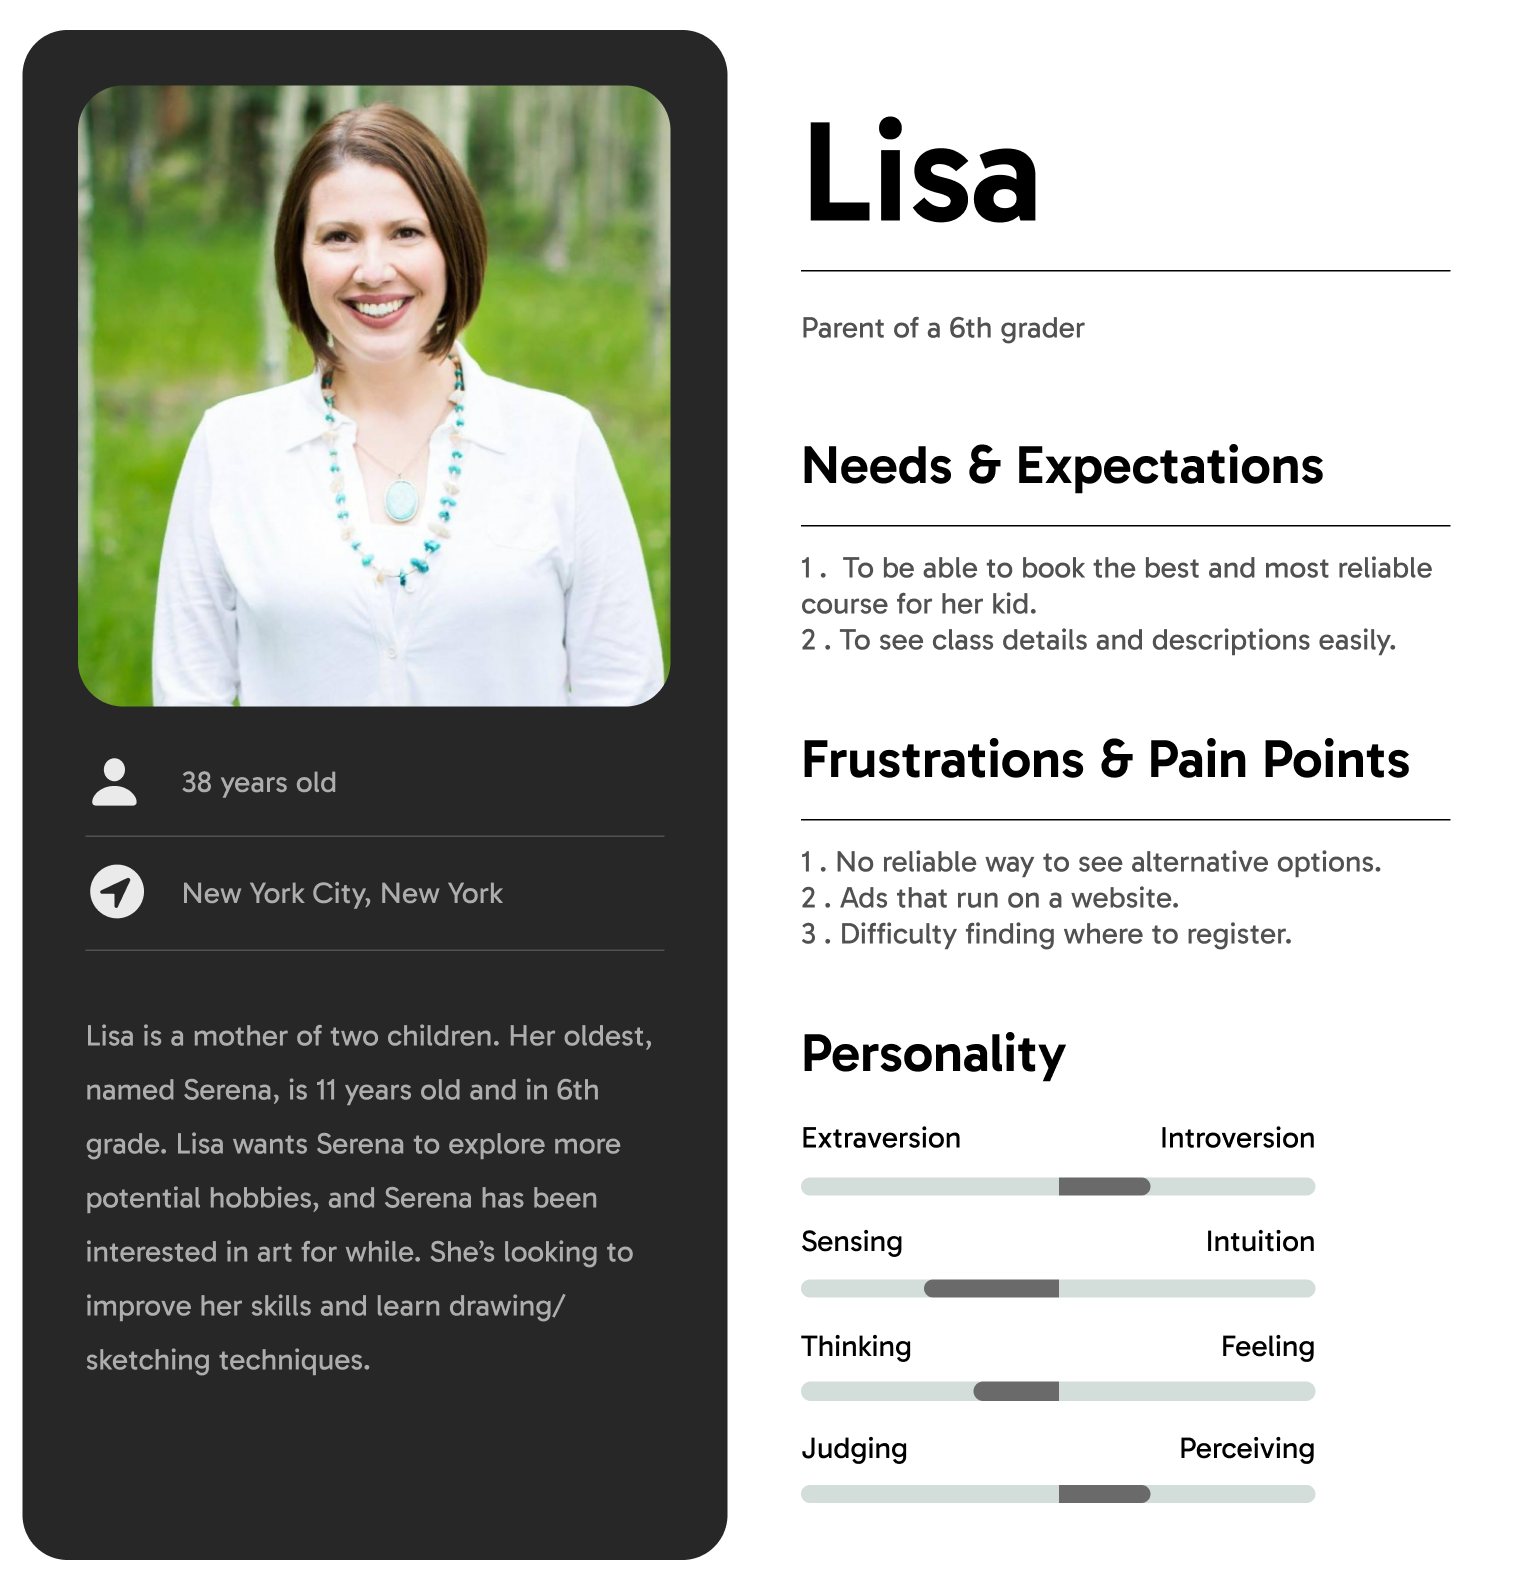 38 years old
New York City, New York
Lisa is a mother of two children. Her oldest,
named Serena, is 11 years old and in 6th
grade. Lisa wants Serena to explore more
potential hobbies, and Serena has been
interested in art for while. She’s looking to
improve her skills and learn drawing/
sketching techniques.
Lisa
Parent of a 6th grader
Needs & Expectations
1 .  To be able to book the best and most reliable
course for her kid.
2 . To see class details and descriptions easily.
Frustrations & Pain Points
1 . No reliable way to see alternative options.
2 . Ads that run on a website.
3 . Difficulty finding where to register.
Personality
Extraversion Introversion
Sensing Intuition
Thinking Feeling
Judging Perceiving